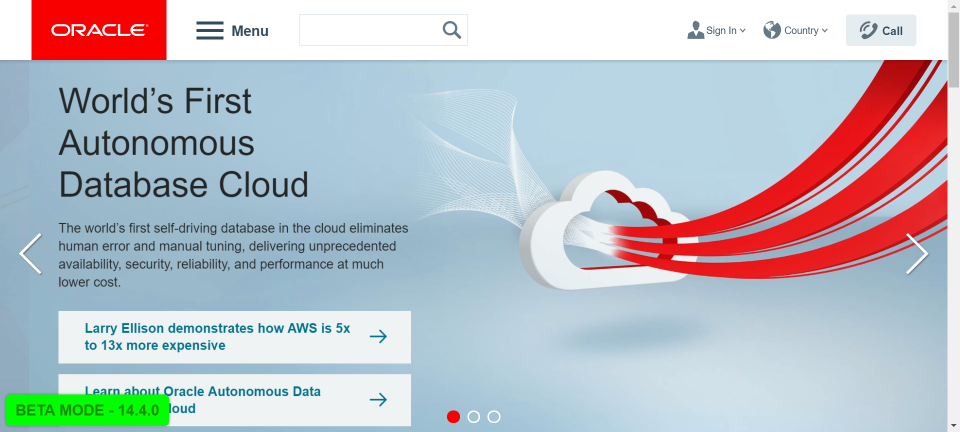 ORACLE
Menu
Sign In
Country
Call
World's First
Autonomous
Database Cloud
The world's first self-driving database in the cloud eliminates
human error and manual tuning, delivering unprecedented
availability, security, reliability, and performance at much
lower cost.
Larry Ellison demonstrates how AWS is 5x
to 13x more expensive
Learn about Oracle Autonomous Data
loud
BETA MODE - 14.4.0